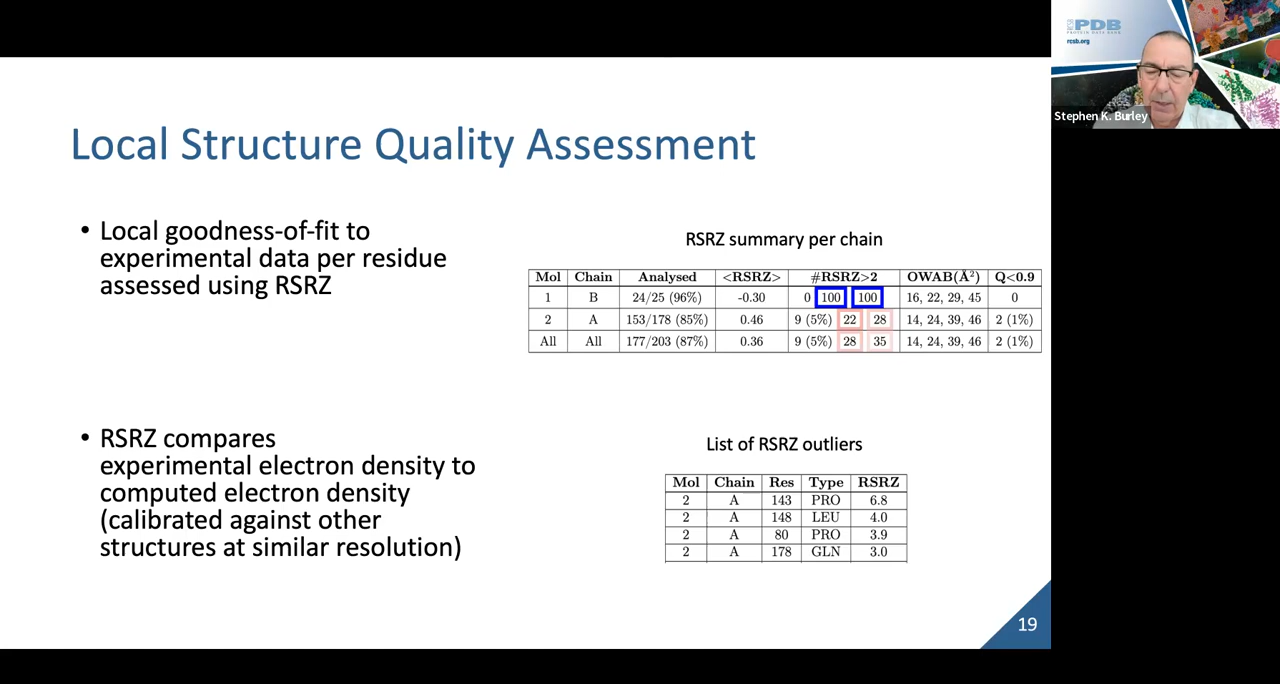 PDB
PROTEIN DATA BANK
rcsb.org
Stephen K. Burley
Local Structure Quality Assessment
• Local goodness-of-fit to
experimental data per residue
assessed using RSRZ
RSRZ summary per chain
Mol Chain Analysed <RSRZ> #RSRZ>2 OWAB(Å²) Q<0.9
1 B 24/25 (96%) -0.30 0 100 100 16, 22, 29, 45 0
2 A 153/178 (85%) 0.46 9 (5%) 22 28 14, 24, 39, 46 2 (1%)
All All 177/203 (87%) 0.36 9 (5%) 28 35 14, 24, 39, 46 2 (1%)
• RSRZ compares
experimental electron density to
computed electron density
(calibrated against other
structures at similar resolution)
List of RSRZ outliers
Mol Chain Res Type RSRZ
2 A 143 PRO 6.8
2 A 148 LEU 4.0
2 A 80 PRO 3.9
2 A 178 GLN 3.0
19